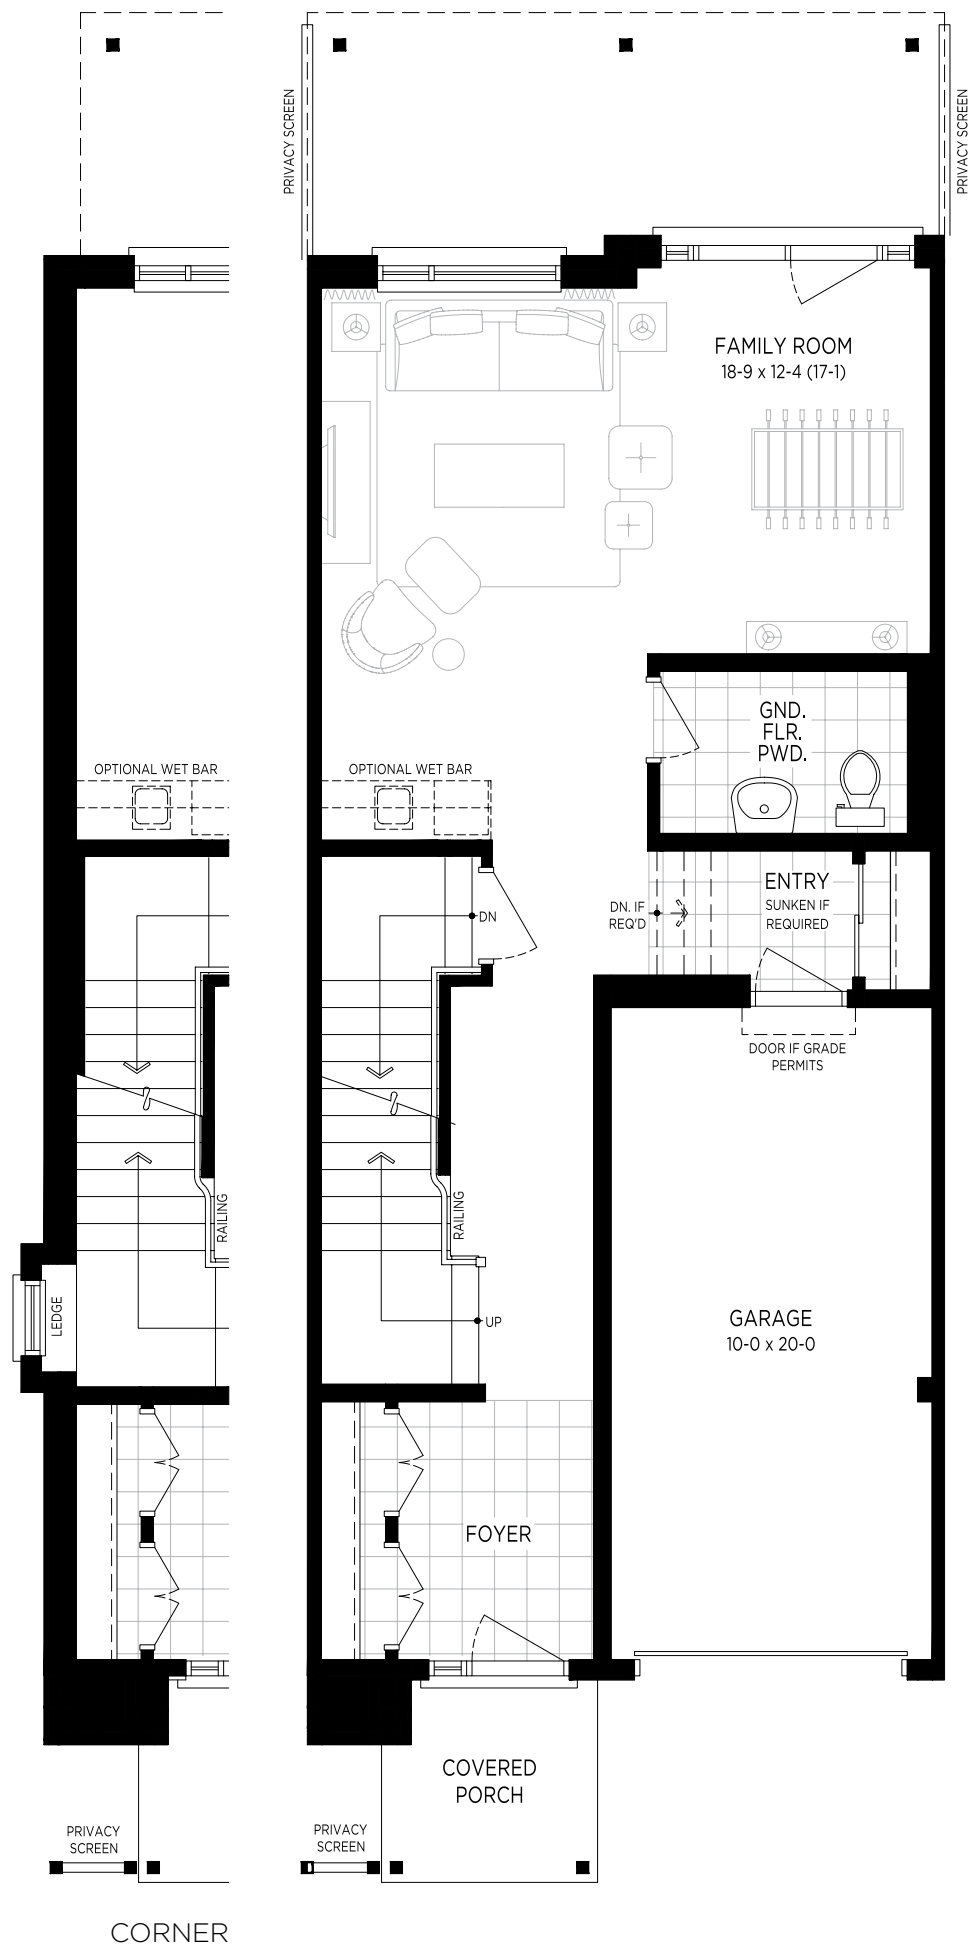 PRIVACY SCREEN
PRIVACY SCREEN
FAMILY ROOM
18-9 x 12-4 (17-1)
GND.
FLR.
PWD.
OPTIONAL WET BAR
OPTIONAL WET BAR
ENTRY
SUNKEN IF
REQUIRED
DN. IF
REQ'D
DN
DOOR IF GRADE
PERMITS
RAILING
RAILING
LEDGE
UP
GARAGE
10-0 x 20-0
FOYER
COVERED
PORCH
PRIVACY
SCREEN
PRIVACY
SCREEN
CORNER